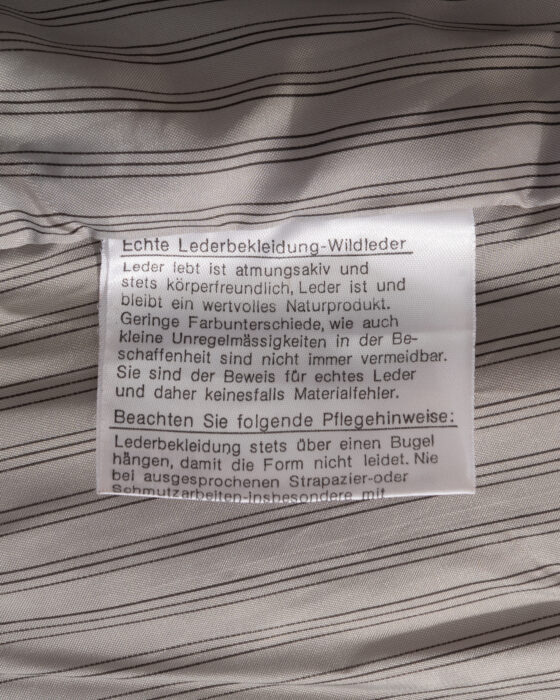 Echte Lederbekleidung-Wildleder
Leder lebt ist atmungsakiv und
stets körperfreundlich, Leder ist und
bleibt ein wertvolles Naturprodukt.
Geringe Farbunterschiede, wie auch
kleine Unregelmässigkeiten in der Be-
schaffenheit sind nicht immer vermeidbar.
Sie sind der Beweis für echtes Leder
und daher keinesfalls Materialfehler.
Beachten Sie folgende Pflegehinweise:
Lederbekleidung stets über einen Bugel
hängen, damit die Form nicht leidet. Nie
bei ausgesprochenen Strapazier-oder
Schmutzarbeiten-Insbesondere mit